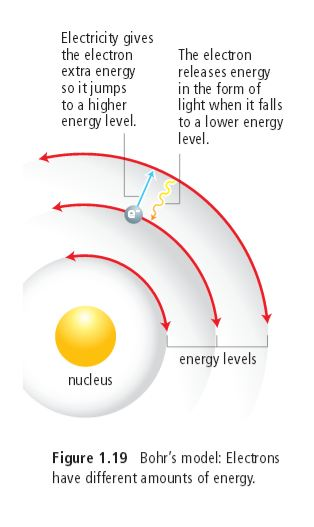 Electricity gives
the electron
extra energy
so it jumps
to a higher
energy level.
The electron
releases energy
in the form of
light when it falls
to a lower energy
level.
e⁻
energy levels
nucleus
Figure 1.19 Bohr's model: Electrons
have different amounts of energy.